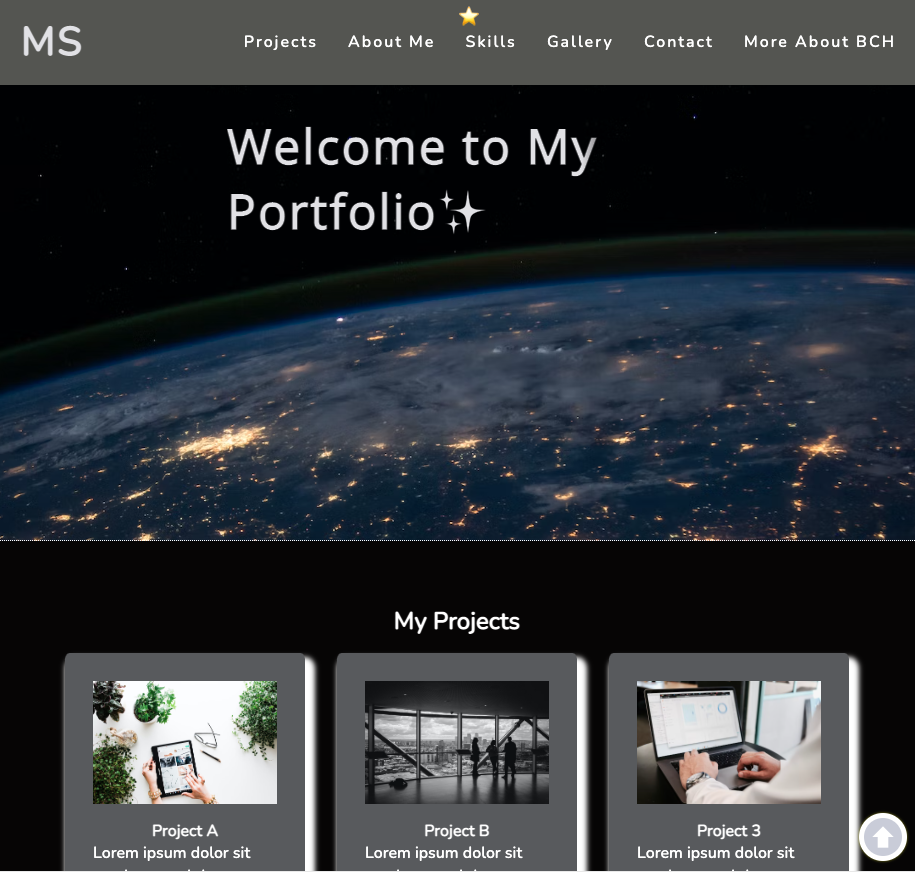 MS
Projects About Me Skills Gallery Contact More About BCH
Welcome to My
Portfolio✨
My Projects
Project A
Lorem ipsum dolor sit
Project B
Lorem ipsum dolor sit
Project 3
Lorem ipsum dolor sit